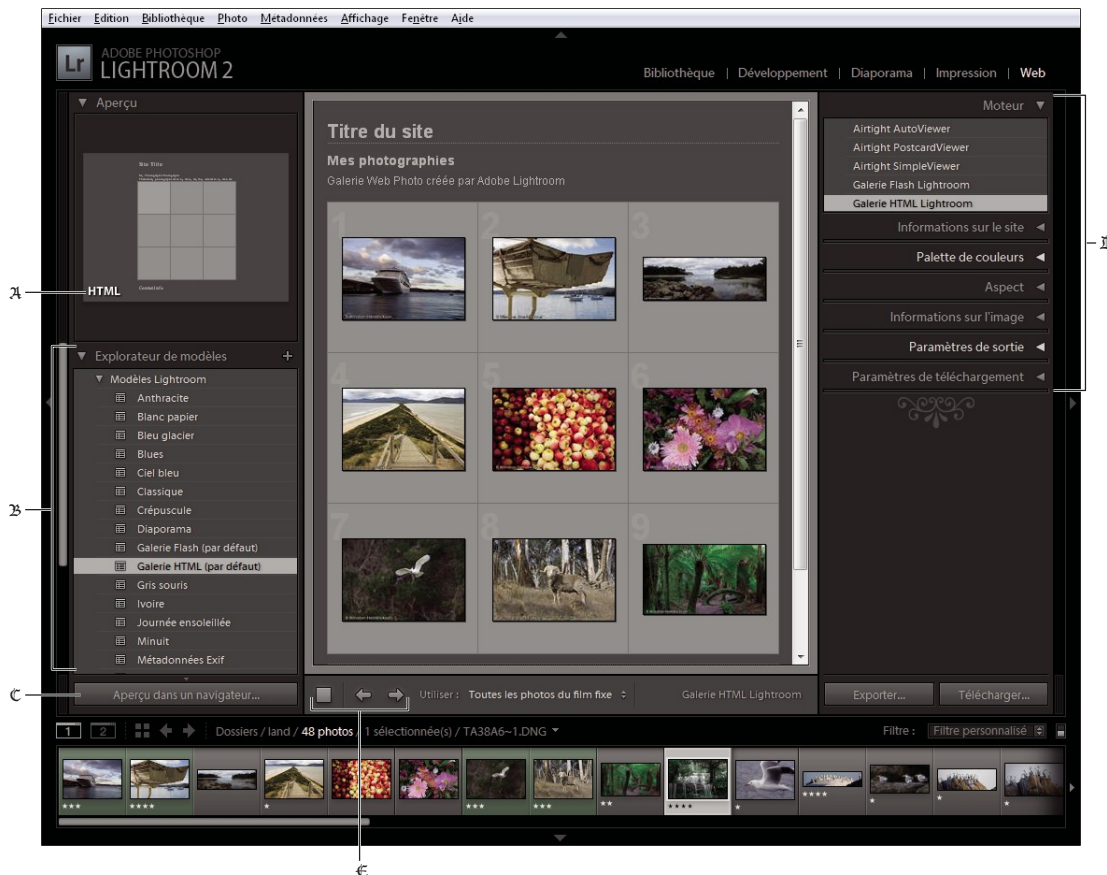 Fichier Edition Bibliothèque Photo Métadonnées Affichage Fenêtre Aide
Lr
ADOBE PHOTOSHOP
LIGHTROOM 2
Bibliothèque | Développement | Diaporama | Impression | Web
Aperçu
Site Title
HTML
Explorateur de modèles +
Modèles Lightroom
Anthracite
Blanc papier
Bleu glacier
Blues
Ciel bleu
Classique
Crépuscule
Diaporama
Galerie Flash (par défaut)
Galerie HTML (par défaut)
Gris souris
Ivoire
Journée ensoleillée
Minuit
Métadonnées Exif
Aperçu dans un navigateur...
Titre du site
Mes photographies
Galerie Web Photo créée par Adobe Lightroom
1 2 3
4 5 6
7 8 9
Utiliser : Toutes les photos du film fixe
Galerie HTML Lightroom
Moteur
Airtight AutoViewer
Airtight PostcardViewer
Airtight SimpleViewer
Galerie Flash Lightroom
Galerie HTML Lightroom
Informations sur le site
Palette de couleurs
Aspect
Informations sur l'image
Paramètres de sortie
Paramètres de téléchargement
Exporter... Télécharger...
1 2 Dossiers / land / 48 photos / 1 sélectionnée(s) / TA38A6~1.DNG
Filtre : Filtre personnalisé
A
B
C
D
E